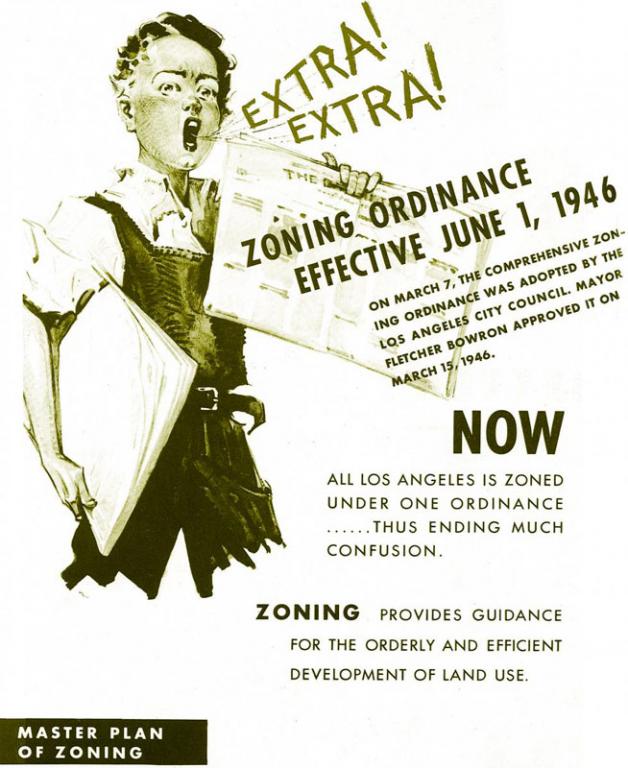 EXTRA!
EXTRA!
THE
ZONING ORDINANCE
EFFECTIVE JUNE 1, 1946
ON MARCH 7, THE COMPREHENSIVE ZON-
ING ORDINANCE WAS ADOPTED BY THE
LOS ANGELES CITY COUNCIL. MAYOR
FLETCHER BOWRON APPROVED IT ON
MARCH 15, 1946.
NOW
ALL LOS ANGELES IS ZONED
UNDER ONE ORDINANCE
......THUS ENDING MUCH
CONFUSION.
ZONING PROVIDES GUIDANCE
FOR THE ORDERLY AND EFFICIENT
DEVELOPMENT OF LAND USE.
MASTER PLAN
OF ZONING